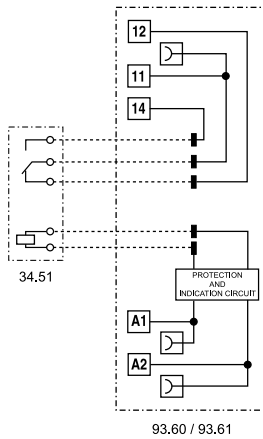 12
11
14
34.51
PROTECTION
AND
INDICATION CIRCUIT
A1
A2
93.60 / 93.61